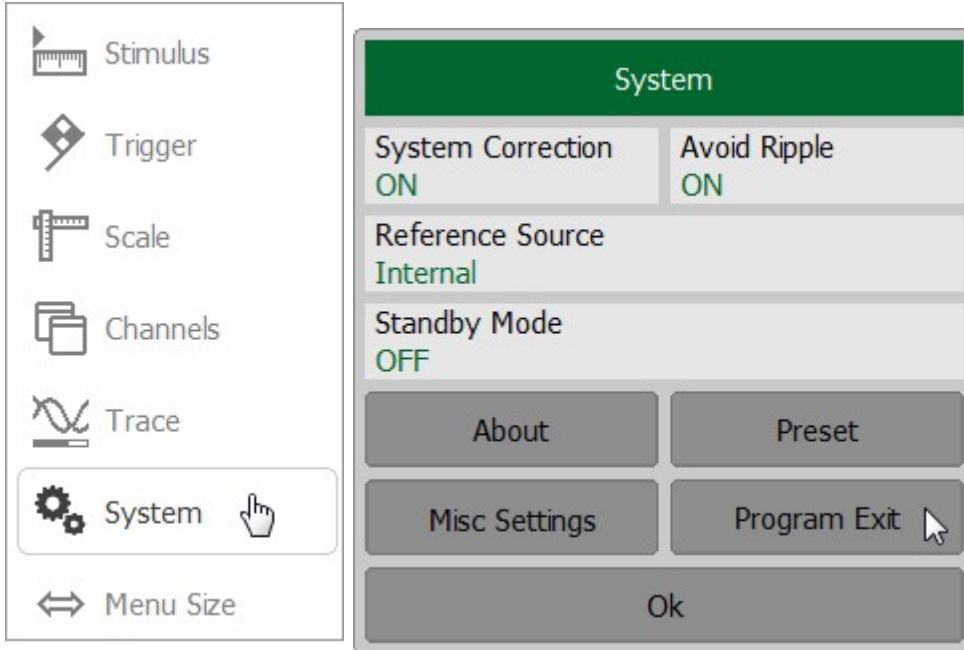 Stimulus
Trigger
Scale
Channels
Trace
System
Menu Size
System
System Correction
ON
Avoid Ripple
ON
Reference Source
Internal
Standby Mode
OFF
About
Preset
Misc Settings
Program Exit
Ok